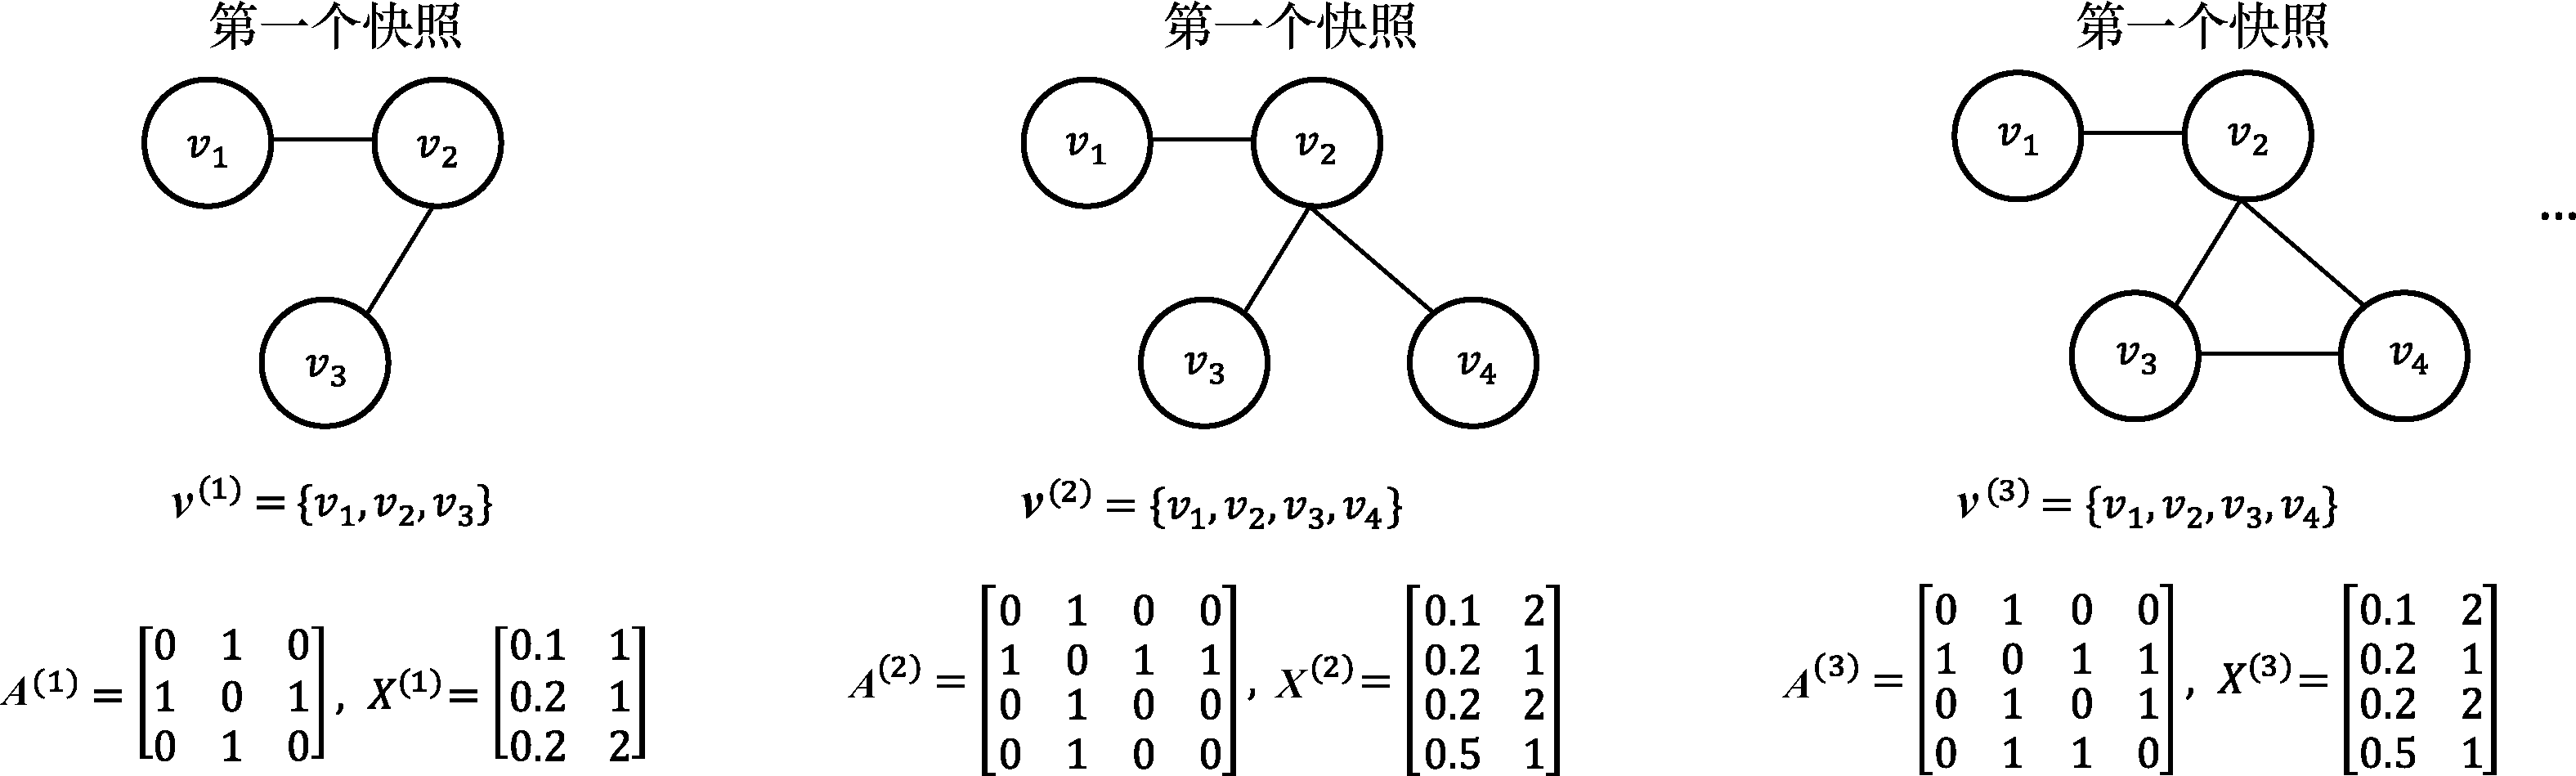 第一个快照
v₁
v₂
v₃
v⁽¹⁾ = {v₁, v₂, v₃}
A⁽¹⁾ = [0 1 0
1 0 1
0 1 0], X⁽¹⁾ = [0.1 1
0.2 1
0.2 2]
第一个快照
v₁
v₂
v₃
v₄
v⁽²⁾ = {v₁, v₂, v₃, v₄}
A⁽²⁾ = [0 1 0 0
1 0 1 1
0 1 0 0
0 1 0 0], X⁽²⁾ = [0.1 2
0.2 1
0.2 2
0.5 1]
第一个快照
v₁
v₂
v₃
v₄
...
v⁽³⁾ = {v₁, v₂, v₃, v₄}
A⁽³⁾ = [0 1 0 0
1 0 1 1
0 1 0 1
0 1 1 0], X⁽³⁾ = [0.1 2
0.2 1
0.2 2
0.5 1]